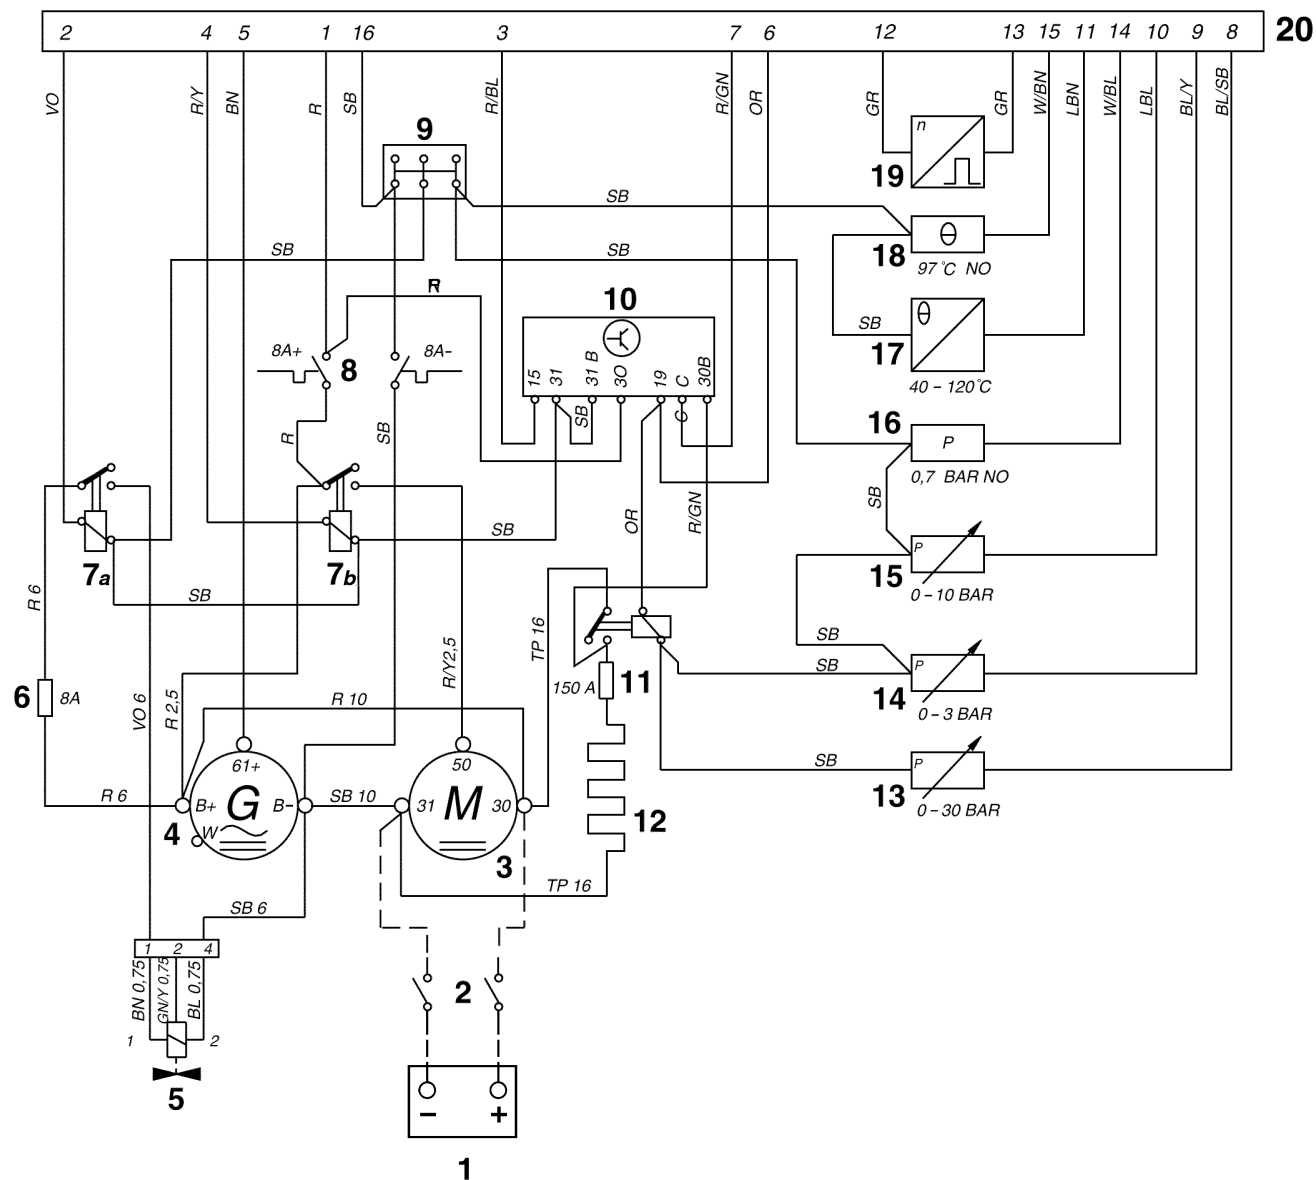 2 4 5 1 16 3 7 6 12 13 15 11 14 10 9 8 20
VO R/Y BN R SB R/BL R/GN OR GR GR W/BN LBN W/BL LBL BL/Y BL/SB
9
n
19
SB
18 θ
97°C NO
SB SB
R
10
θ
SB 17
40 – 120°C
8A+ 8 8A–
15 31 31 B 30 19 C 30B
SB C
R SB
16 P
0,7 BAR NO
SB
OR R/GN
SB
7a 7b
P
15
0 – 10 BAR
R 6
SB
TP 16
SB
SB
P
14
0 – 3 BAR
6 8A
VO 6 R 2,5 R/Y2,5
150 A 11
R 10
61+ 50
SB
P
13
0 – 30 BAR
R 6 B+ G B– SB 10 31 M 30
4 W
12
3
TP 16
SB 6
1 2 4
BN 0,75 GN/Y 0,75 BL 0,75
1 2
5
2
– +
1